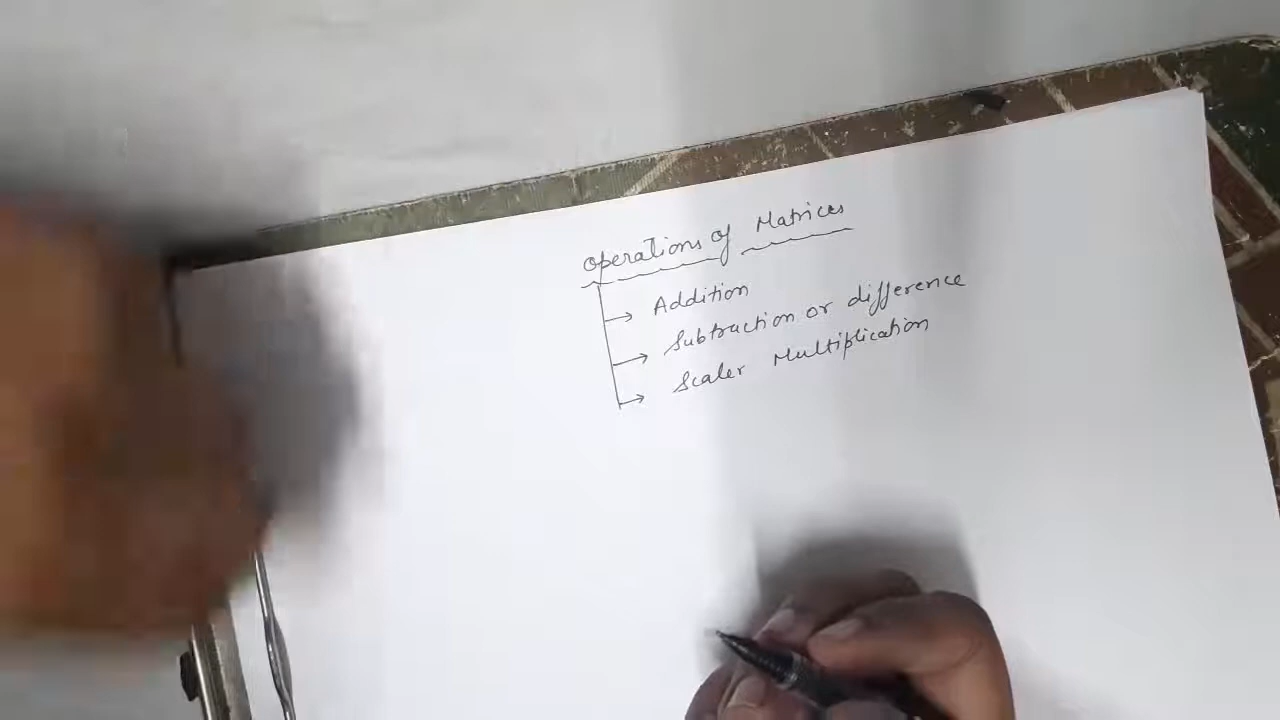 Operations of Matrices
Addition
Subtraction or difference
Scaler Multiplication